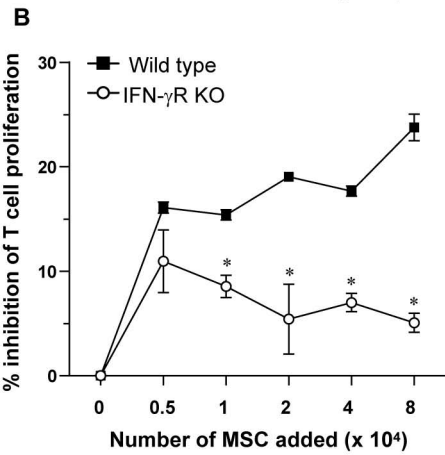 B
% inhibition of T cell proliferation
30
20
10
0
Wild type
IFN-γR KO
*
*
*
*
0 0.5 1 2 4 8
Number of MSC added (x 10⁴)